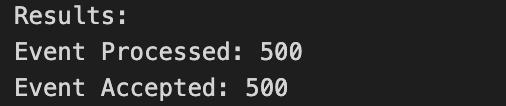 Results:
Event Processed: 500
Event Accepted: 500